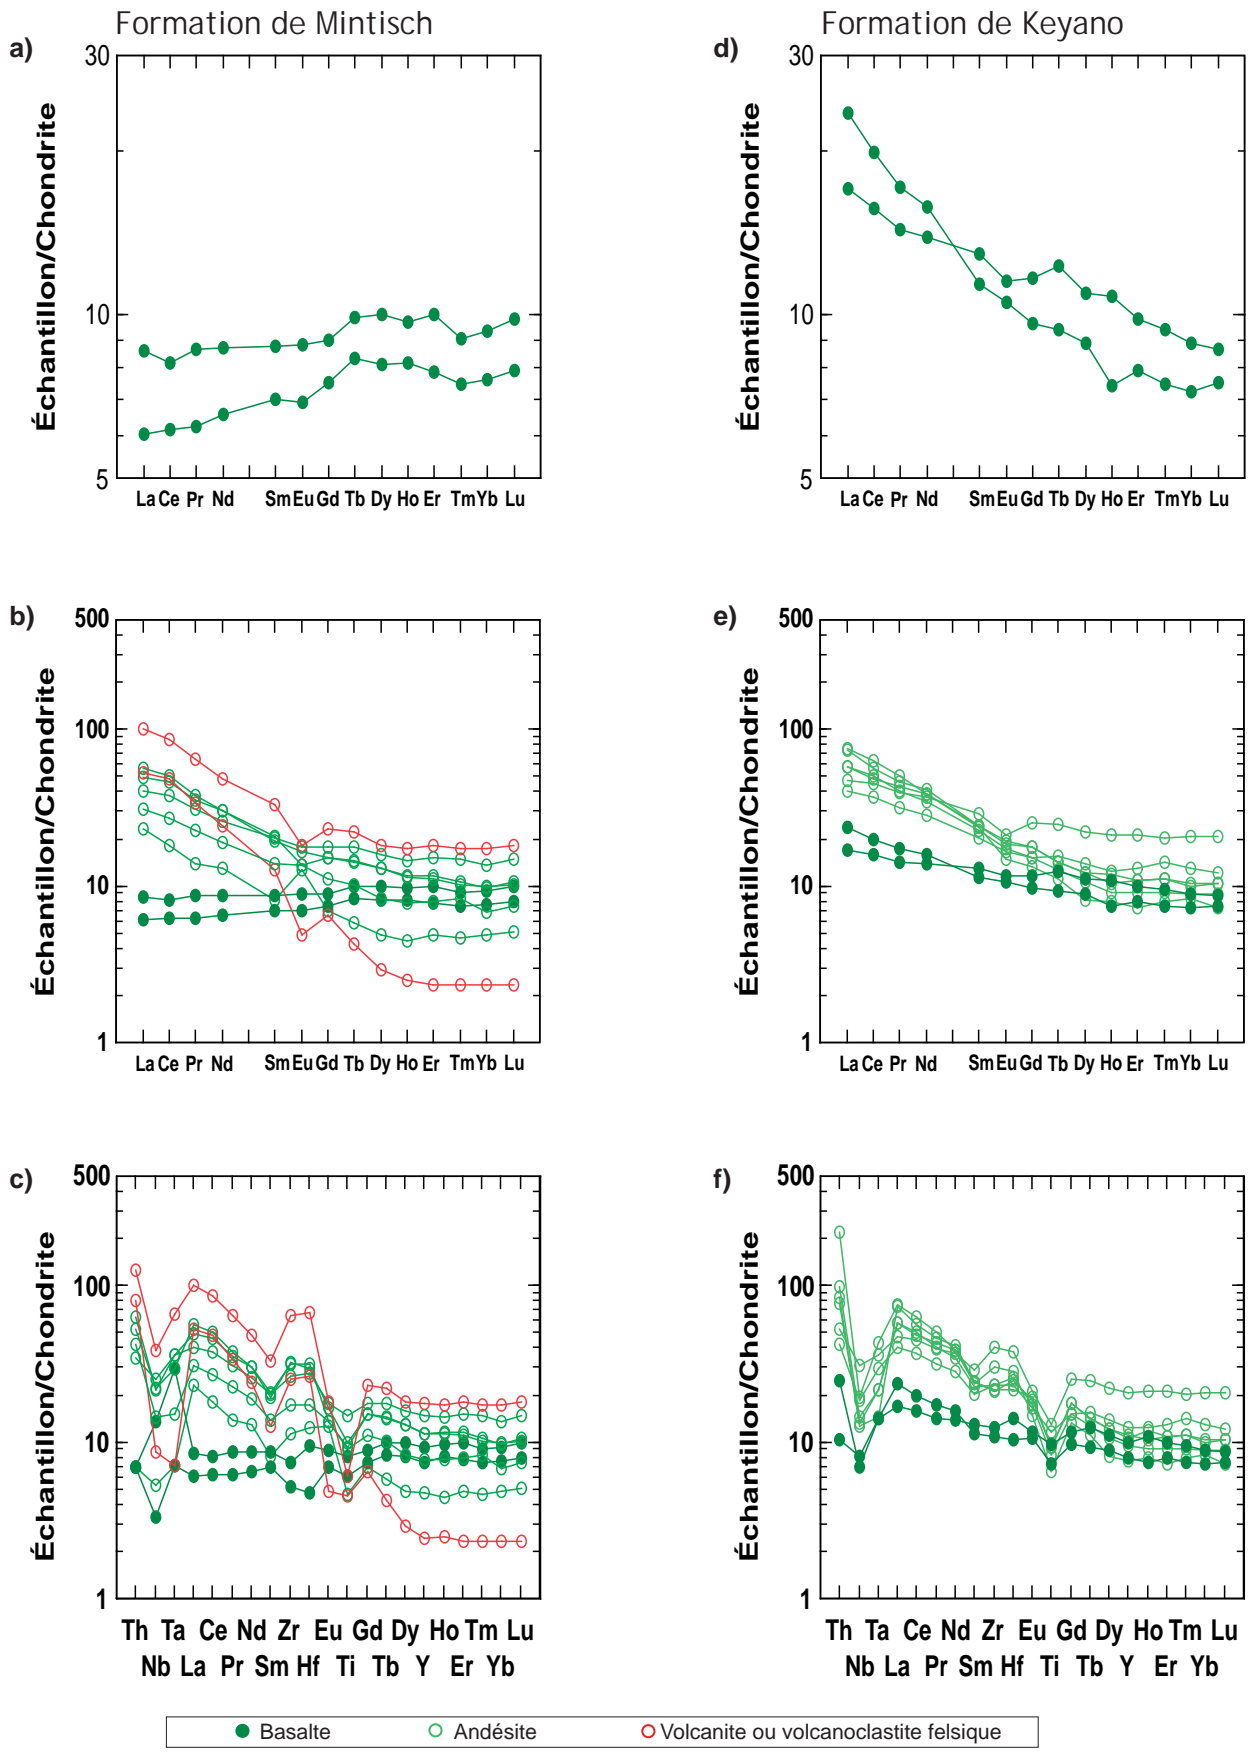 Formation de Mintisch
a)
30
10
5
Échantillon/Chondrite
La Ce Pr Nd Sm Eu Gd Tb Dy Ho Er Tm Yb Lu
Formation de Keyano
d)
30
10
5
Échantillon/Chondrite
La Ce Pr Nd Sm Eu Gd Tb Dy Ho Er Tm Yb Lu
b)
500
100
10
1
Échantillon/Chondrite
La Ce Pr Nd Sm Eu Gd Tb Dy Ho Er Tm Yb Lu
e)
500
100
10
1
Échantillon/Chondrite
La Ce Pr Nd Sm Eu Gd Tb Dy Ho Er Tm Yb Lu
c)
500
100
10
1
Échantillon/Chondrite
Th Ta Ce Nd Zr Eu Gd Dy Ho Tm Lu
Nb La Pr Sm Hf Ti Tb Y Er Yb
f)
500
100
10
1
Échantillon/Chondrite
Th Ta Ce Nd Zr Eu Gd Dy Ho Tm Lu
Nb La Pr Sm Hf Ti Tb Y Er Yb
Basalte Andésite Volcanite ou volcanoclastite felsique